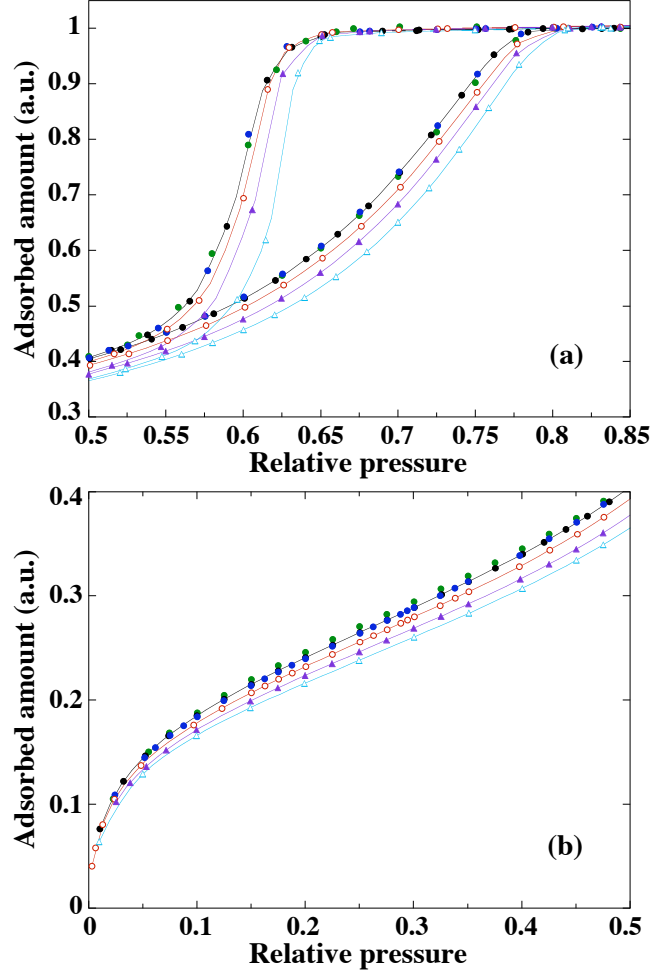 1
0.9
0.8
0.7
0.6
0.5
0.4
0.3
Adsorbed amount (a.u.)
(a)
0.5 0.55 0.6 0.65 0.7 0.75 0.8 0.85
Relative pressure
0.4
0.3
0.2
0.1
0
Adsorbed amount (a.u.)
(b)
0 0.1 0.2 0.3 0.4 0.5
Relative pressure